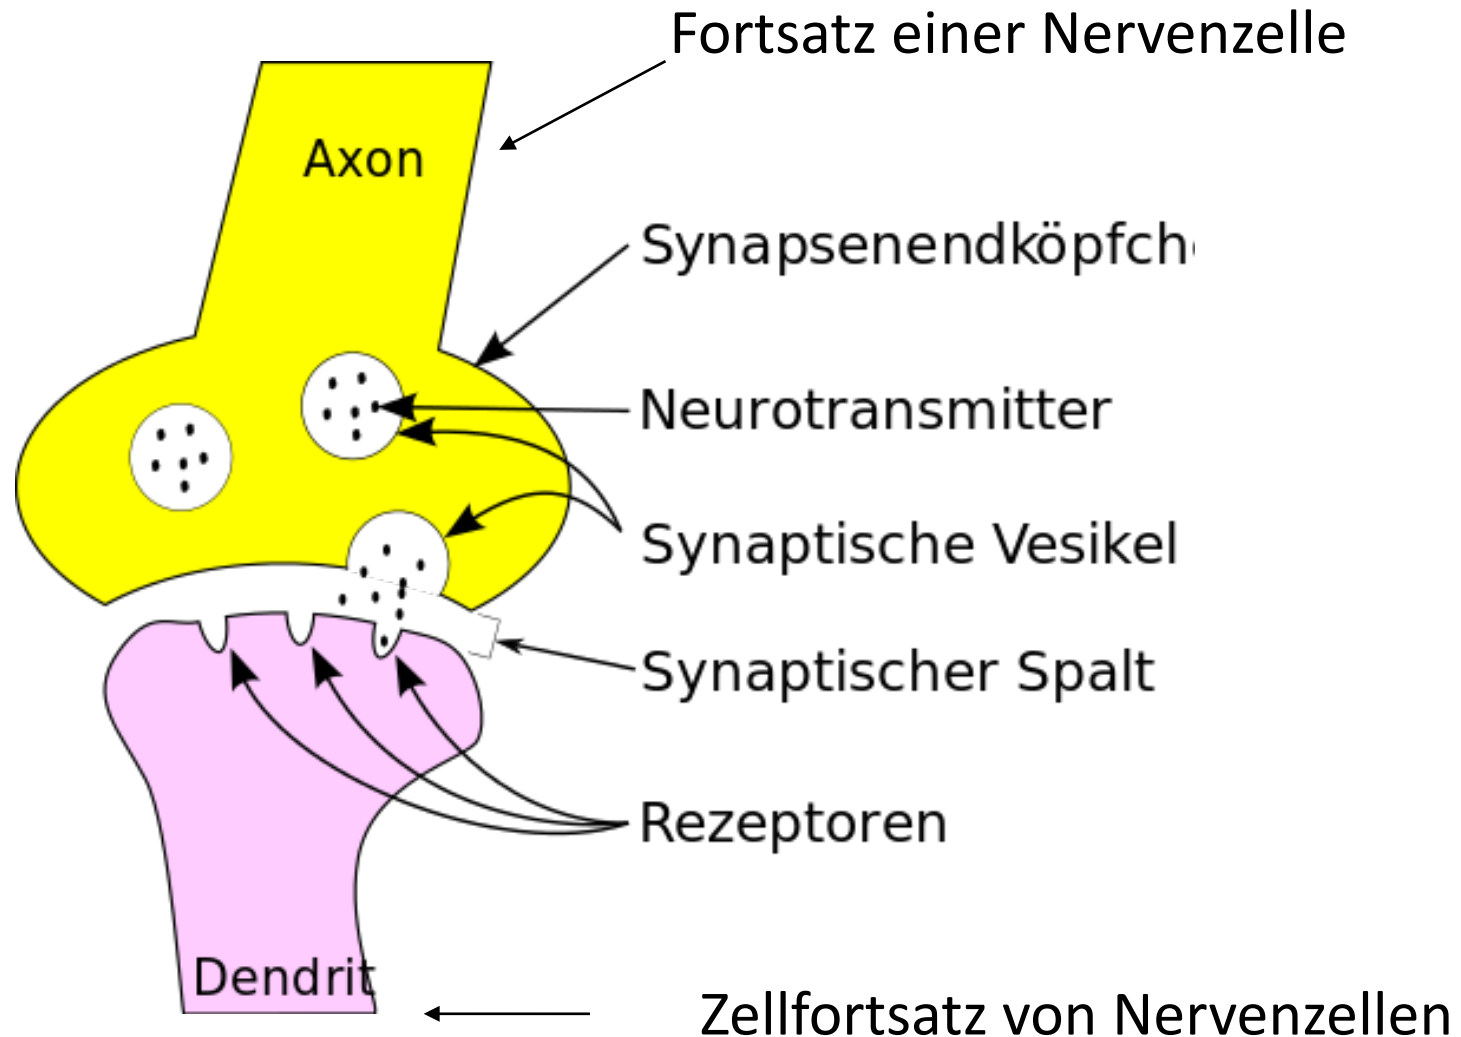 Fortsatz einer Nervenzelle
Axon
Synapsenendköpfch
Neurotransmitter
Synaptische Vesikel
Synaptischer Spalt
Rezeptoren
Dendrit
Zellfortsatz von Nervenzellen